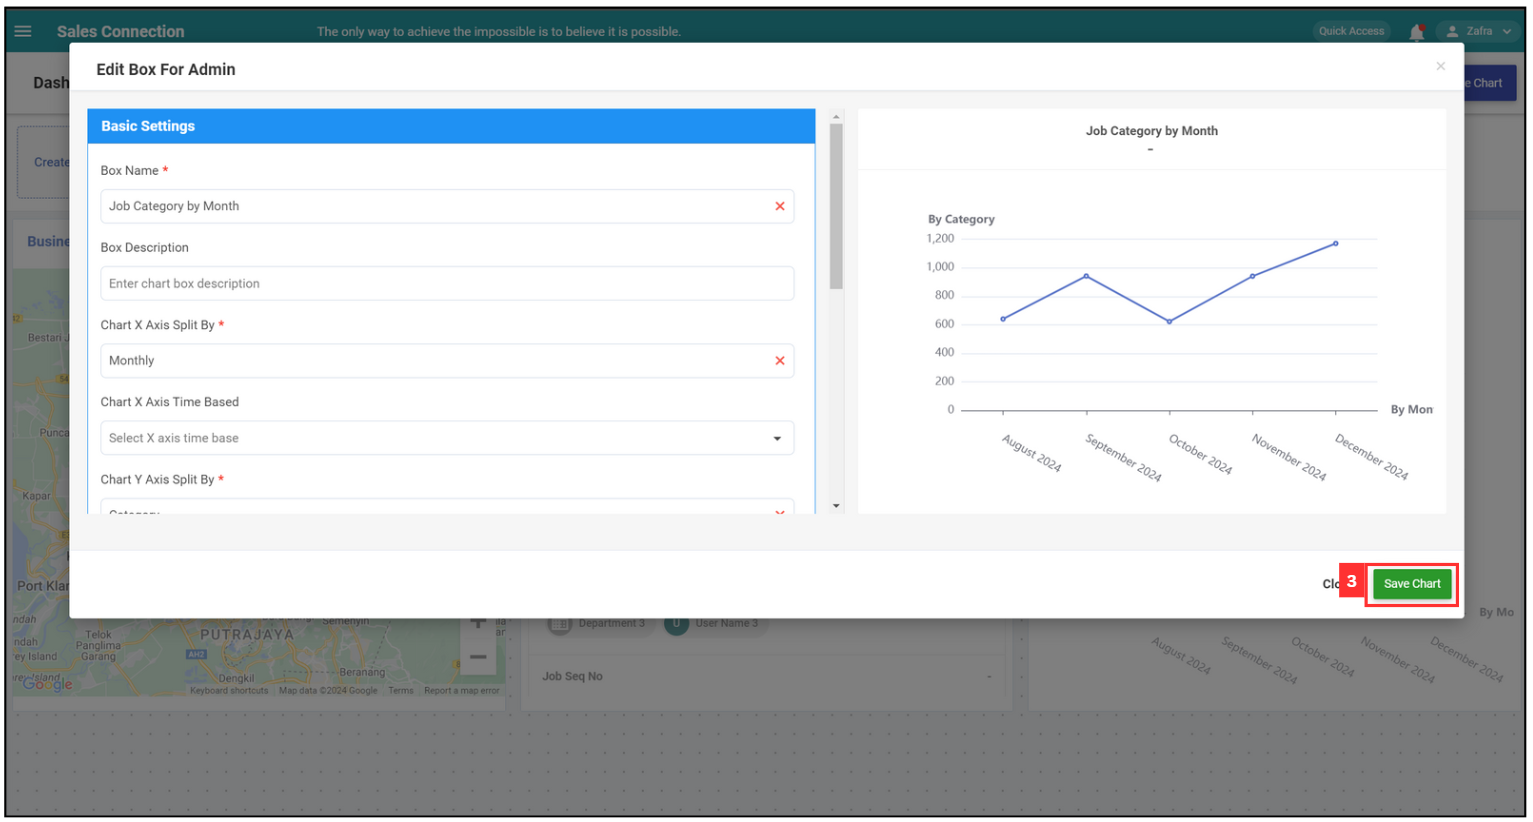 Sales Connection
The only way to achieve the impossible is to believe it is possible.
Quick Access
Zafra
Dash
e Chart
Edit Box For Admin
×
Create
Busine
Basic Settings
Box Name *
Job Category by Month
Box Description
Enter chart box description
Chart X Axis Split By *
Monthly
Chart X Axis Time Based
Select X axis time base
Chart Y Axis Split By *
Category
Job Category by Month
-
By Category
1,200
1,000
800
600
400
200
0
By Mon
August 2024
September 2024
October 2024
November 2024
December 2024
Clo
3
Save Chart
Bestari J
Punca
Kapar
Port Klar
Telok
Panglima
Garang
PUTRAJAYA
Semenyih
AH2
Dengkil
Beranang
Google
Keyboard shortcuts
Map data ©2024 Google
Terms
Report a map error
Department 3
U
User Name 3
Job Seq No
-
By Mo
August 2024
September 2024
October 2024
November 2024
December 2024